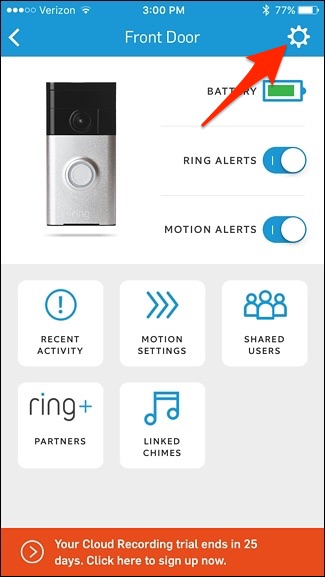 Verizon 3:00 PM 77%
Front Door
BATTERY
RING ALERTS
MOTION ALERTS
ring
RECENT
ACTIVITY
MOTION
SETTINGS
SHARED
USERS
ring+
PARTNERS
LINKED
CHIMES
Your Cloud Recording trial ends in 25
days. Click here to sign up now.